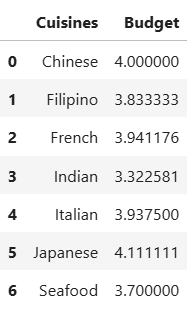 Cuisines Budget
0 Chinese 4.000000
1 Filipino 3.833333
2 French 3.941176
3 Indian 3.322581
4 Italian 3.937500
5 Japanese 4.111111
6 Seafood 3.700000